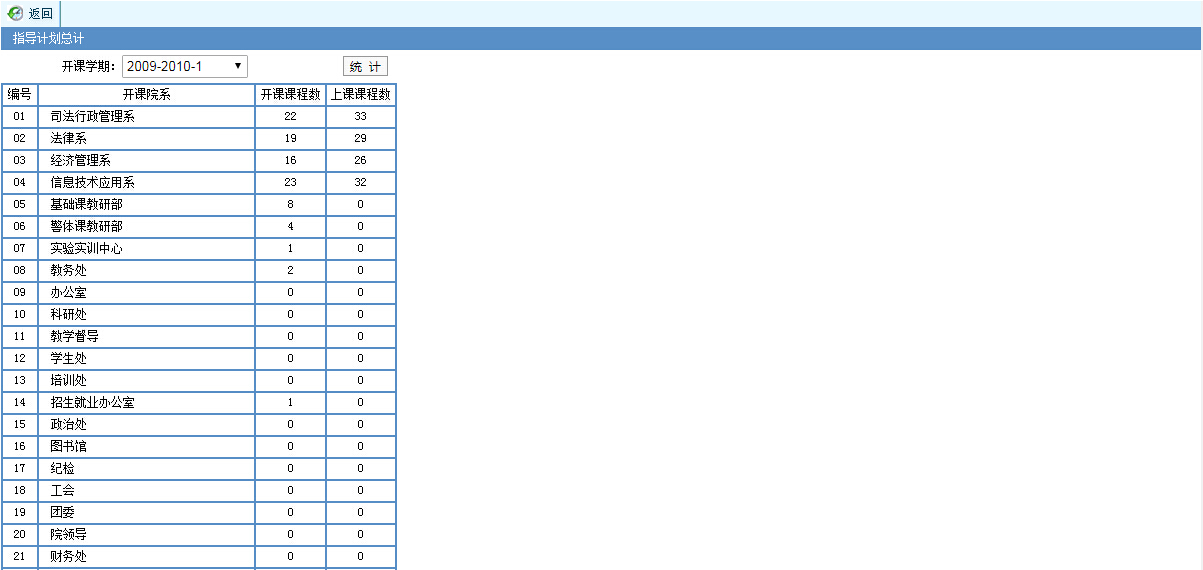 返回
指导计划总计
开课学期： 2009-2010-1 统 计
编号 开课院系 开课课程数 上课课程数
01 司法行政管理系 22 33
02 法律系 19 29
03 经济管理系 16 26
04 信息技术应用系 23 32
05 基础课教研部 8 0
06 警体课教研部 4 0
07 实验实训中心 1 0
08 教务处 2 0
09 办公室 0 0
10 科研处 0 0
11 教学督导 0 0
12 学生处 0 0
13 培训处 0 0
14 招生就业办公室 1 0
15 政治处 0 0
16 图书馆 0 0
17 纪检 0 0
18 工会 0 0
19 团委 0 0
20 院领导 0 0
21 财务处 0 0